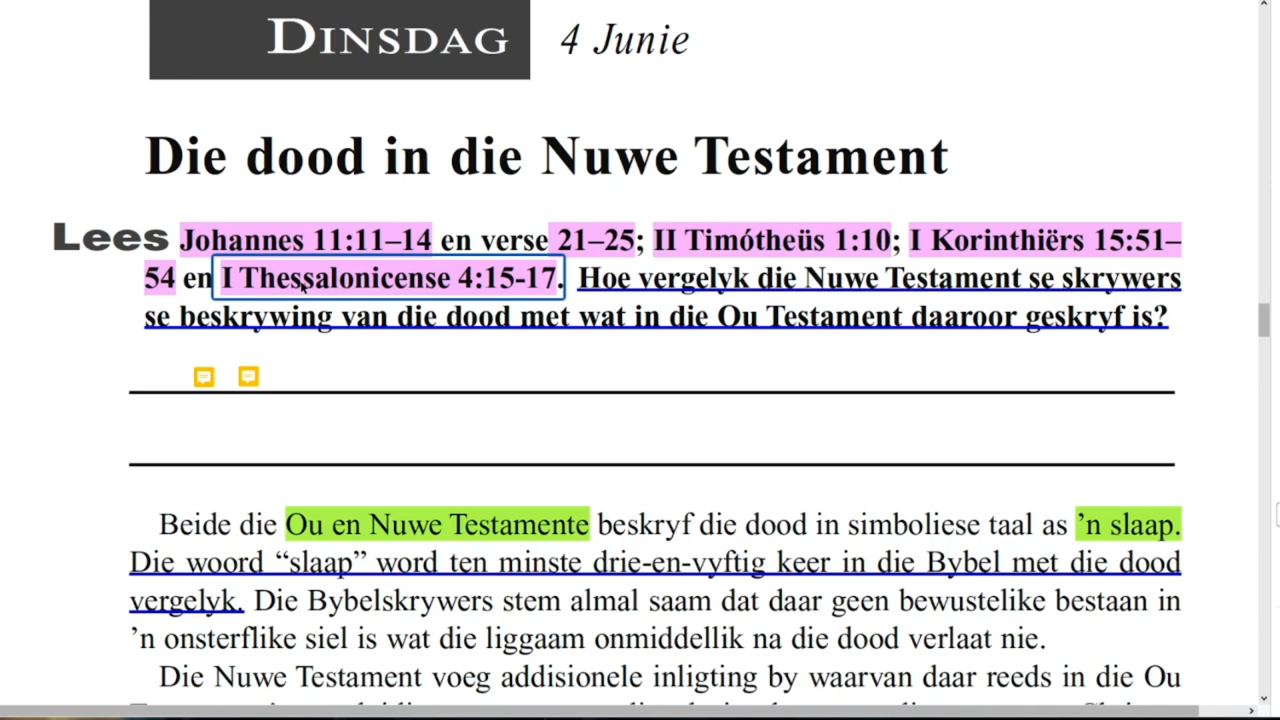 DINSDAG 4 Junie
Die dood in die Nuwe Testament
Lees Johannes 11:11–14 en verse 21–25; II Timótheüs 1:10; I Korinthiërs 15:51–
54 en I Thessalonicense 4:15-17. Hoe vergelyk die Nuwe Testament se skrywers
se beskrywing van die dood met wat in die Ou Testament daaroor geskryf is?
Beide die Ou en Nuwe Testamente beskryf die dood in simboliese taal as ’n slaap.
Die woord “slaap” word ten minste drie-en-vyftig keer in die Bybel met die dood
vergelyk. Die Bybelskrywers stem almal saam dat daar geen bewustelike bestaan in
’n onsterflike siel is wat die liggaam onmiddellik na die dood verlaat nie.
Die Nuwe Testament voeg addisionele inligting by waarvan daar reeds in die Ou